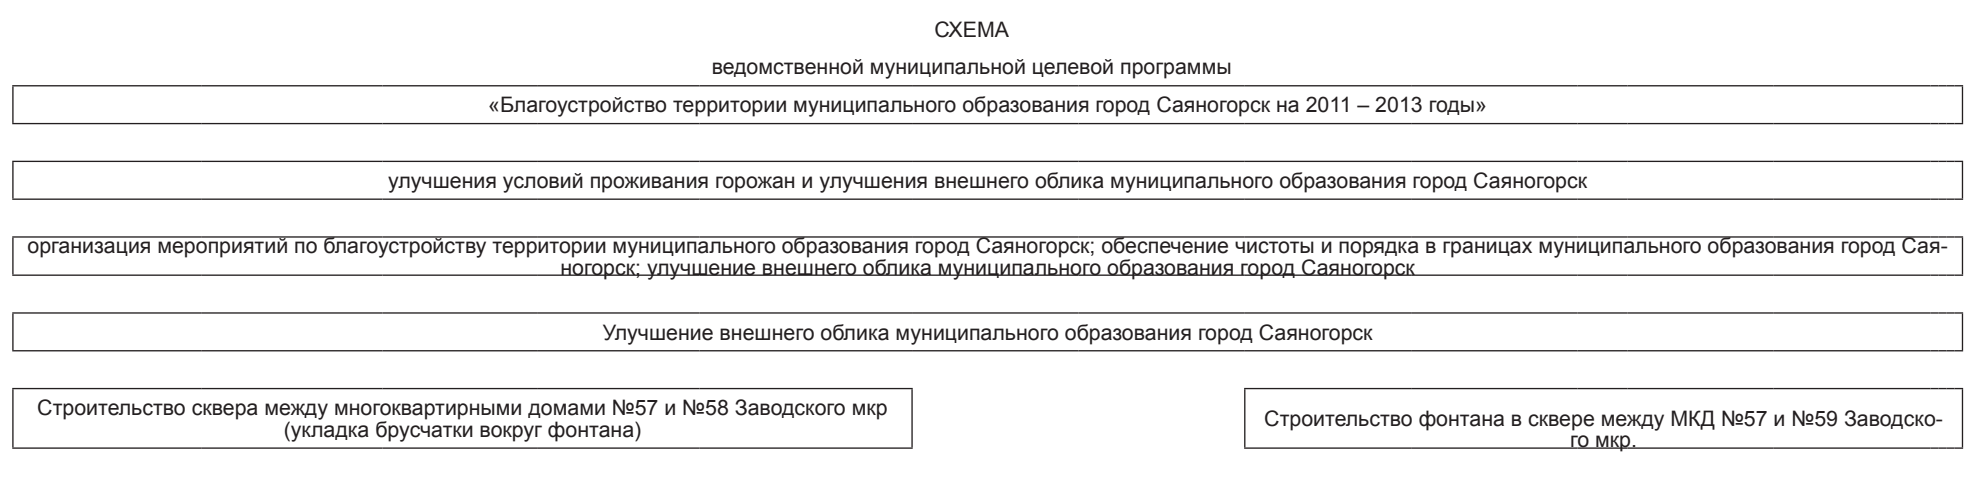 СХЕМА
ведомственной муниципальной целевой программы
«Благоустройство территории муниципального образования город Саяногорск на 2011 – 2013 годы»
улучшения условий проживания горожан и улучшения внешнего облика муниципального образования город Саяногорск
организация мероприятий по благоустройству территории муниципального образования город Саяногорск; обеспечение чистоты и порядка в границах муниципального образования город Сая-
ногорск; улучшение внешнего облика муниципального образования город Саяногорск
Улучшение внешнего облика муниципального образования город Саяногорск
Строительство сквера между многоквартирными домами №57 и №58 Заводского мкр
(укладка брусчатки вокруг фонтана)
Строительство фонтана в сквере между МКД №57 и №59 Заводско-
го мкр.